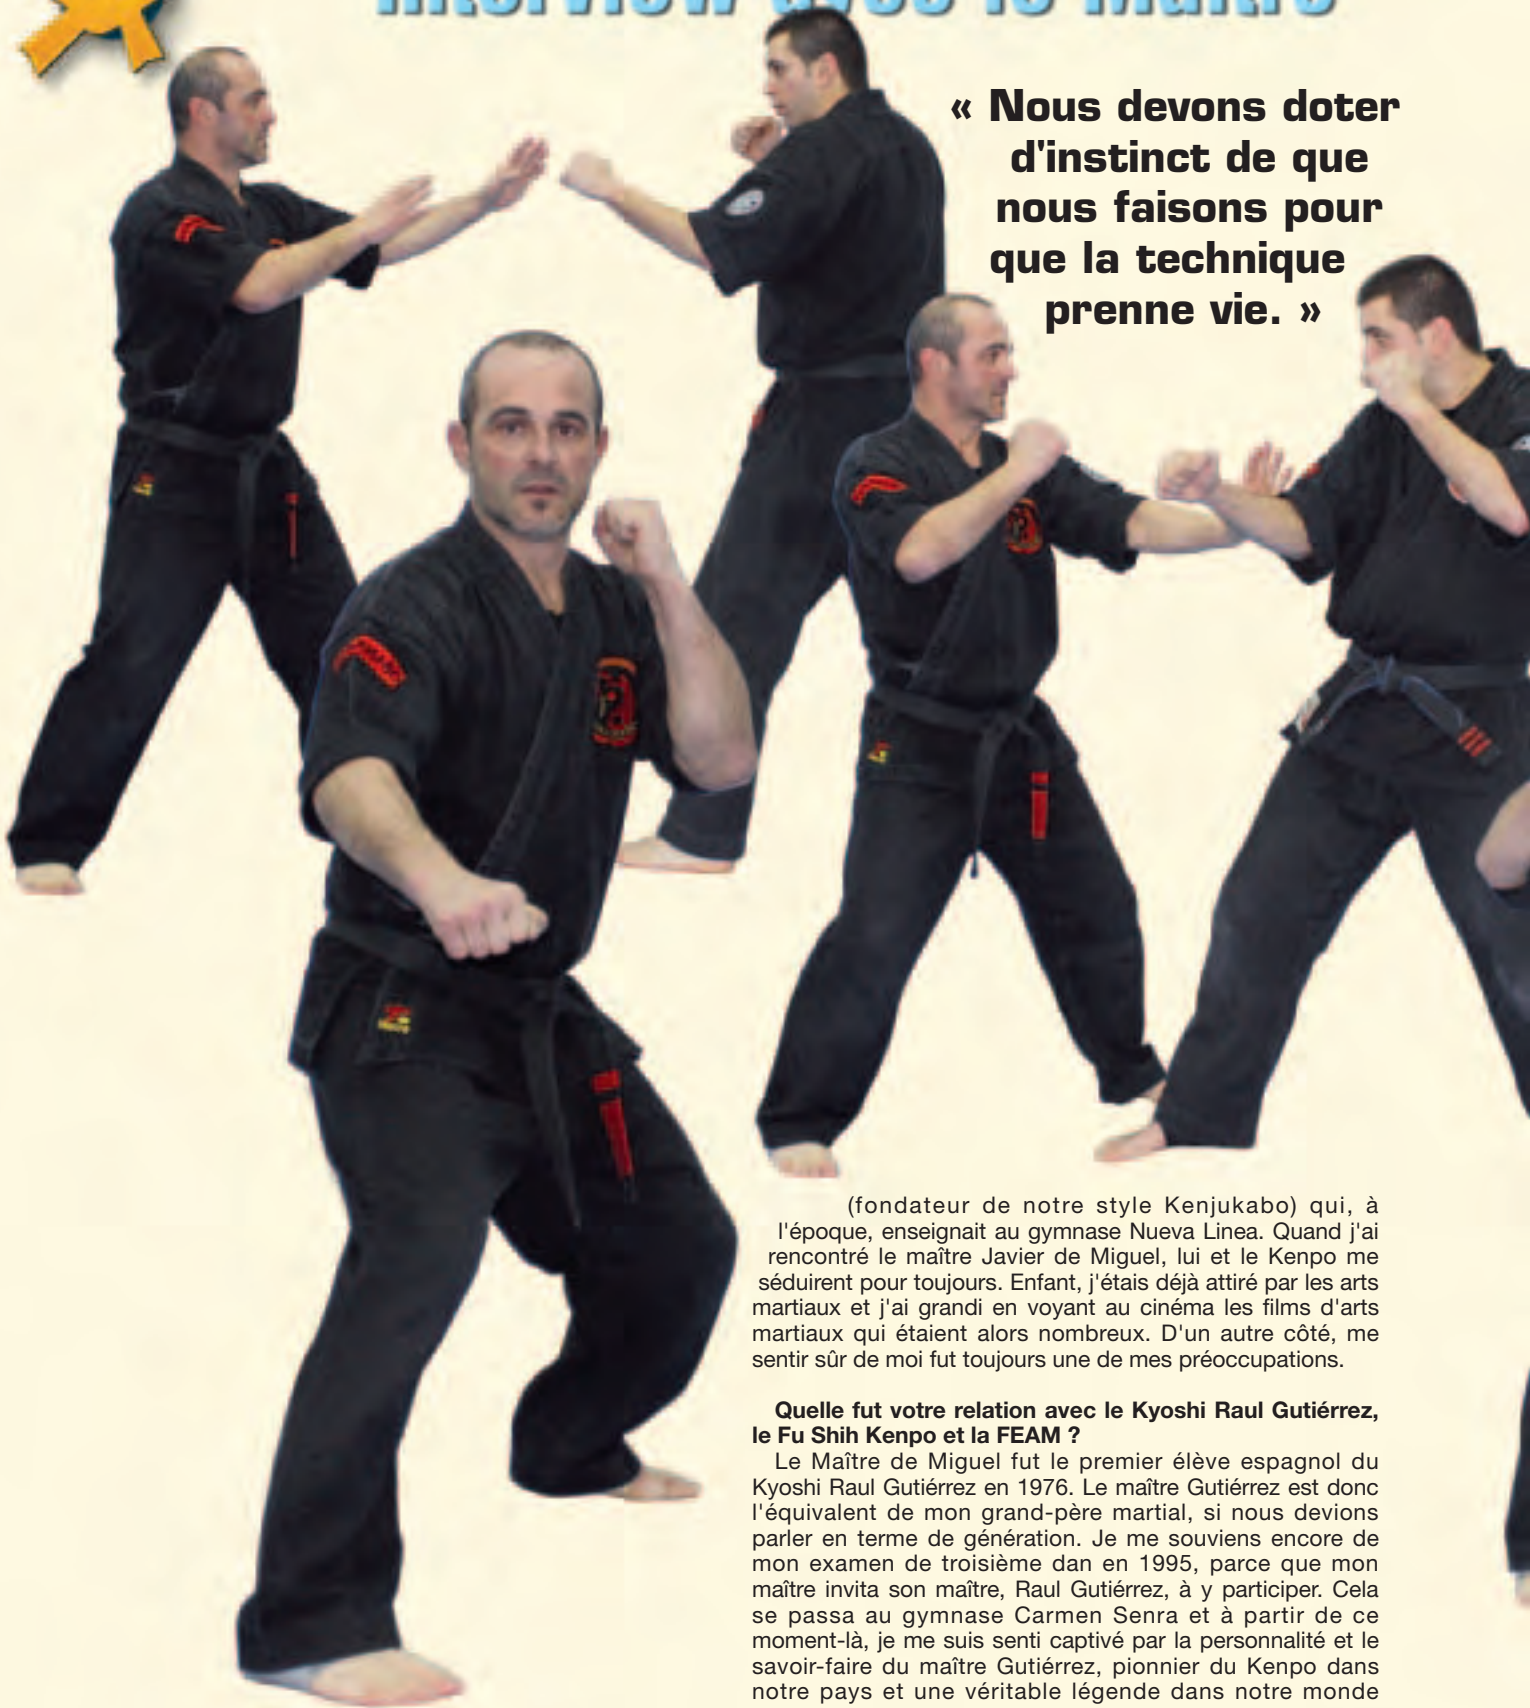 Interview avec le Maître
« Nous devons doter
d'instinct de que
nous faisons pour
que la technique
prenne vie. »
(fondateur de notre style Kenjukabo) qui, à
l'époque, enseignait au gymnase Nueva Linea. Quand j'ai
rencontré le maître Javier de Miguel, lui et le Kenpo me
séduirent pour toujours. Enfant, j'étais déjà attiré par les arts
martiaux et j'ai grandi en voyant au cinéma les films d'arts
martiaux qui étaient alors nombreux. D'un autre côté, me
sentir sûr de moi fut toujours une de mes préoccupations.
Quelle fut votre relation avec le Kyoshi Raul Gutiérrez,
le Fu Shih Kenpo et la FEAM ?
Le Maître de Miguel fut le premier élève espagnol du
Kyoshi Raul Gutiérrez en 1976. Le maître Gutiérrez est donc
l'équivalent de mon grand-père martial, si nous devions
parler en terme de génération. Je me souviens encore de
mon examen de troisième dan en 1995, parce que mon
maître invita son maître, Raul Gutiérrez, à y participer. Cela
se passa au gymnase Carmen Senra et à partir de ce
moment-là, je me suis senti captivé par la personnalité et le
savoir-faire du maître Gutiérrez, pionnier du Kenpo dans
notre pays et une véritable légende dans notre monde